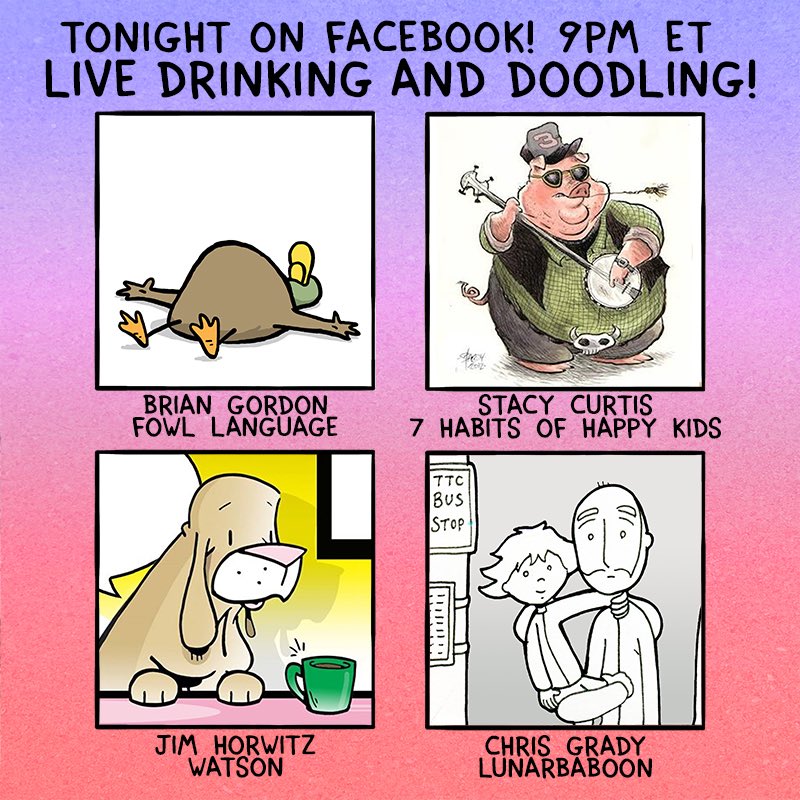 TONIGHT ON FACEBOOK! 9PM ET
LIVE DRINKING AND DOODLING!
3
BRIAN GORDON
FOWL LANGUAGE
STACY CURTIS
7 HABITS OF HAPPY KIDS
TTC
BUS
STOP
JIM HORWITZ
WATSON
CHRIS GRADY
LUNARBABOON